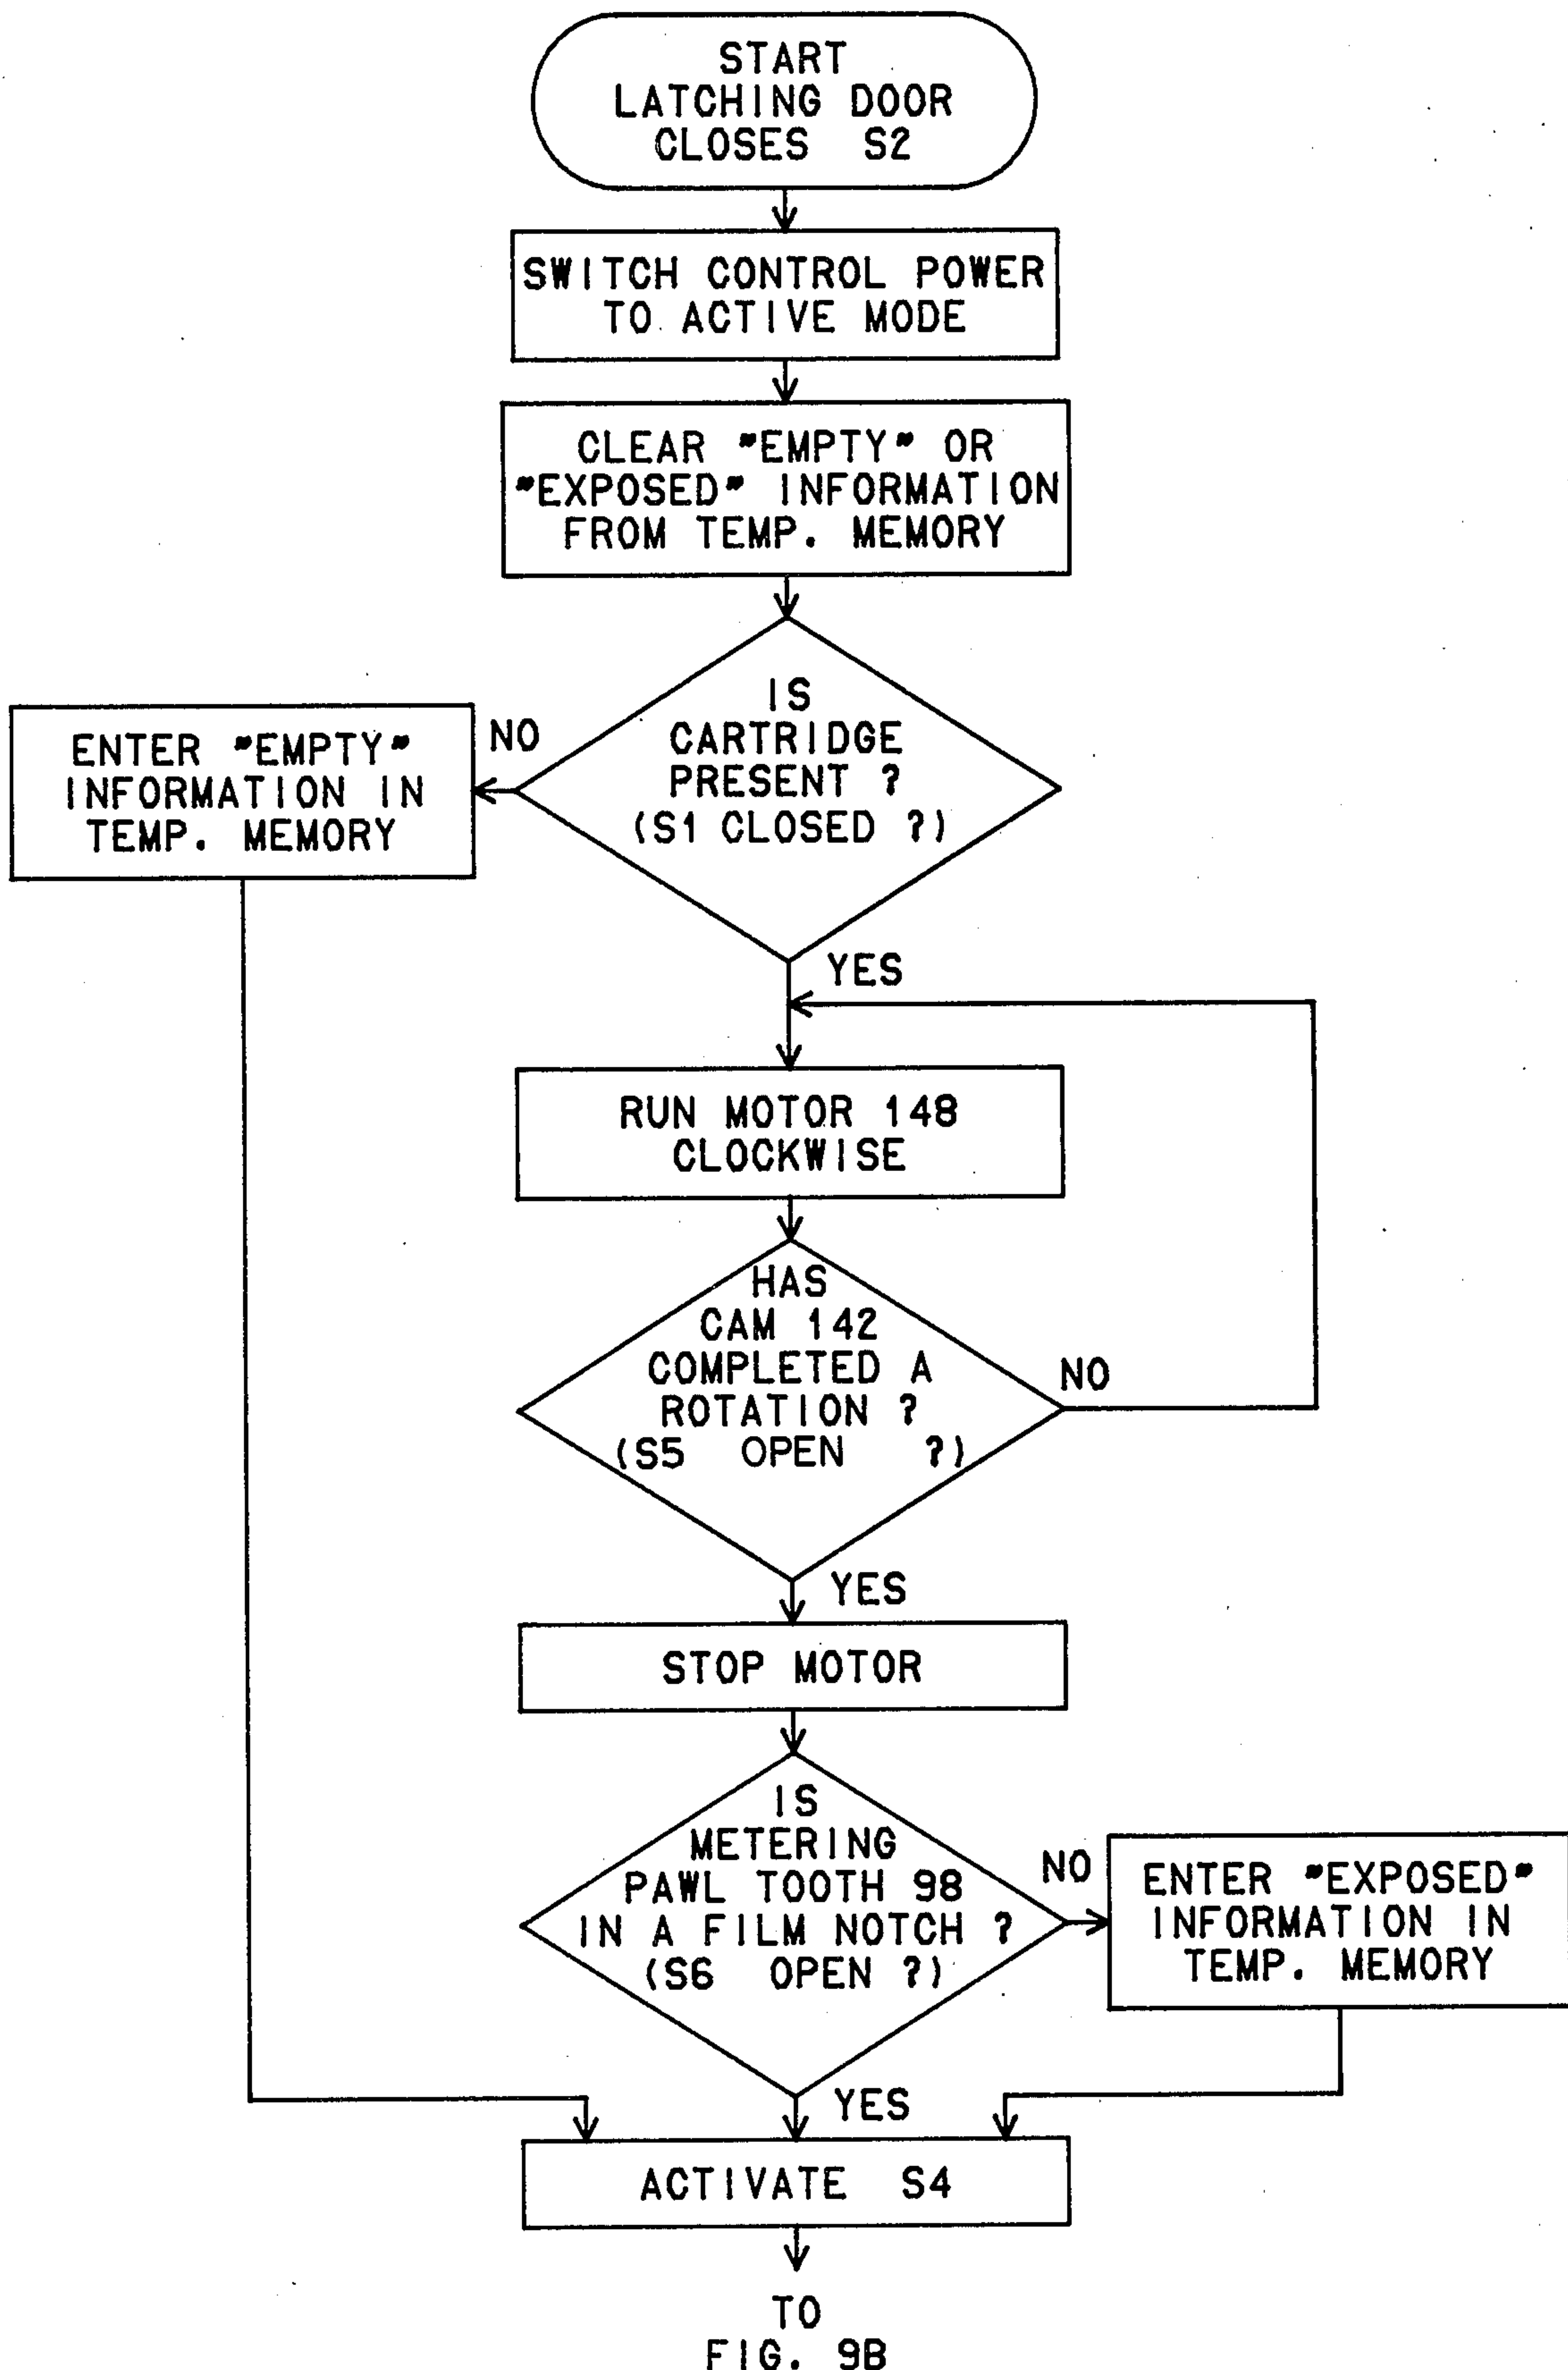 START
LATCHING DOOR
CLOSES S2
SWITCH CONTROL POWER
TO ACTIVE MODE
CLEAR "EMPTY" OR
"EXPOSED" INFORMATION
FROM TEMP. MEMORY
IS
CARTRIDGE
PRESENT ?
(S1 CLOSED ?)
NO
ENTER "EMPTY"
INFORMATION IN
TEMP. MEMORY
YES
RUN MOTOR 148
CLOCKWISE
HAS
CAM 142
COMPLETED A
ROTATION ?
(S5 OPEN ?)
NO
YES
STOP MOTOR
IS
METERING
PAWL TOOTH 98
IN A FILM NOTCH ?
(S6 OPEN ?)
NO
ENTER "EXPOSED"
INFORMATION IN
TEMP. MEMORY
YES
ACTIVATE S4
TO
FIG. 9B